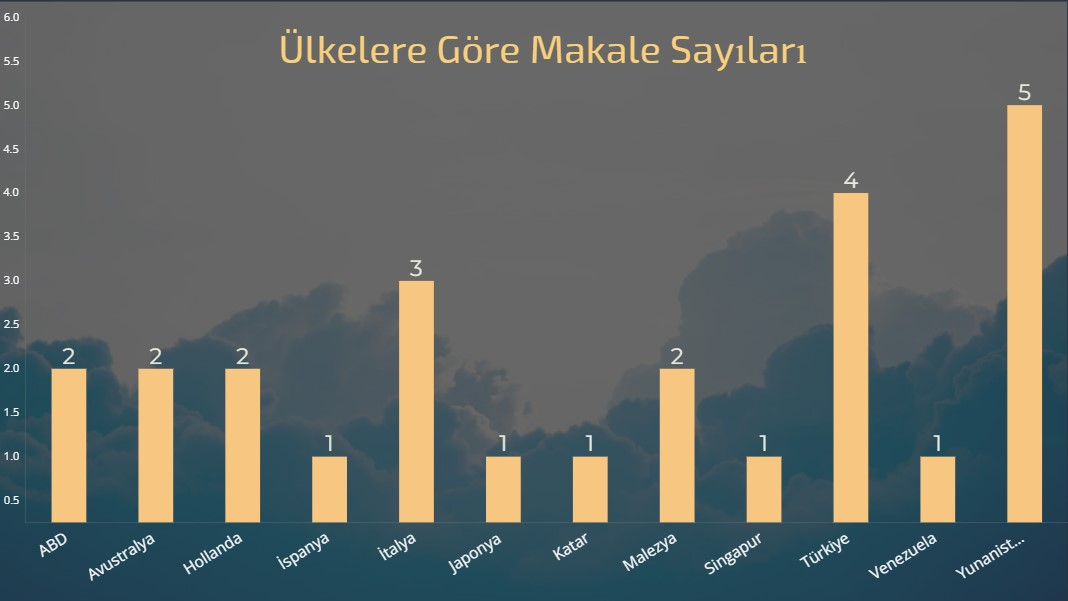 Ülkelere Göre Makale Sayıları
6.0
5.5
5.0
4.5
4.0
3.5
3.0
2.5
2.0
1.5
1.0
0.5
2
2
2
1
3
1
1
2
1
4
1
5
ABD
Avustralya
Hollanda
İspanya
İtalya
Japonya
Katar
Malezya
Singapur
Türkiye
Venezuela
Yunanist...